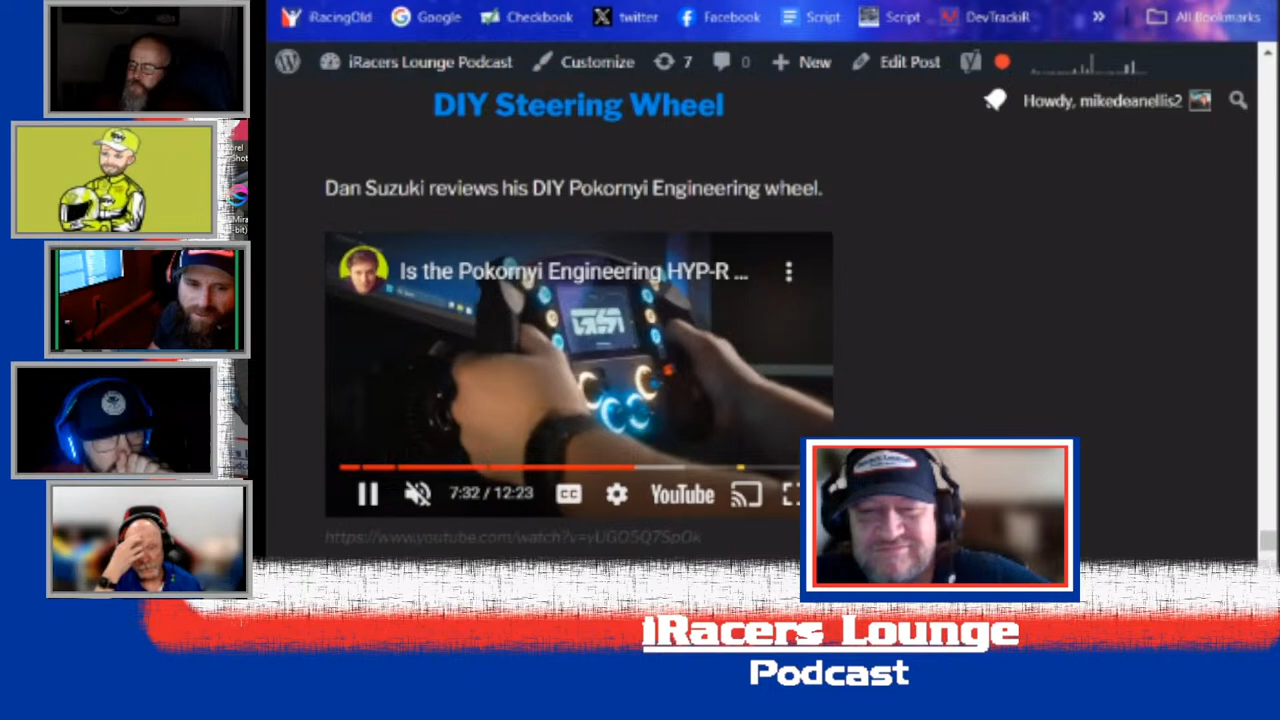 iRacingOld
Google
Checkbook
twitter
Facebook
Script
Script
DevTrackiR
»
All Bookmarks
iRacers Lounge Podcast
Customize
7
0
New
Edit Post
Howdy, mikedeanellis2
DIY Steering Wheel
Dan Suzuki reviews his DIY Pokornyi Engineering wheel.
Is the Pokornyi Engineering HYP-R ...
GSI
7:32 / 12:23
CC
YouTube
iRacers Lounge
Podcast